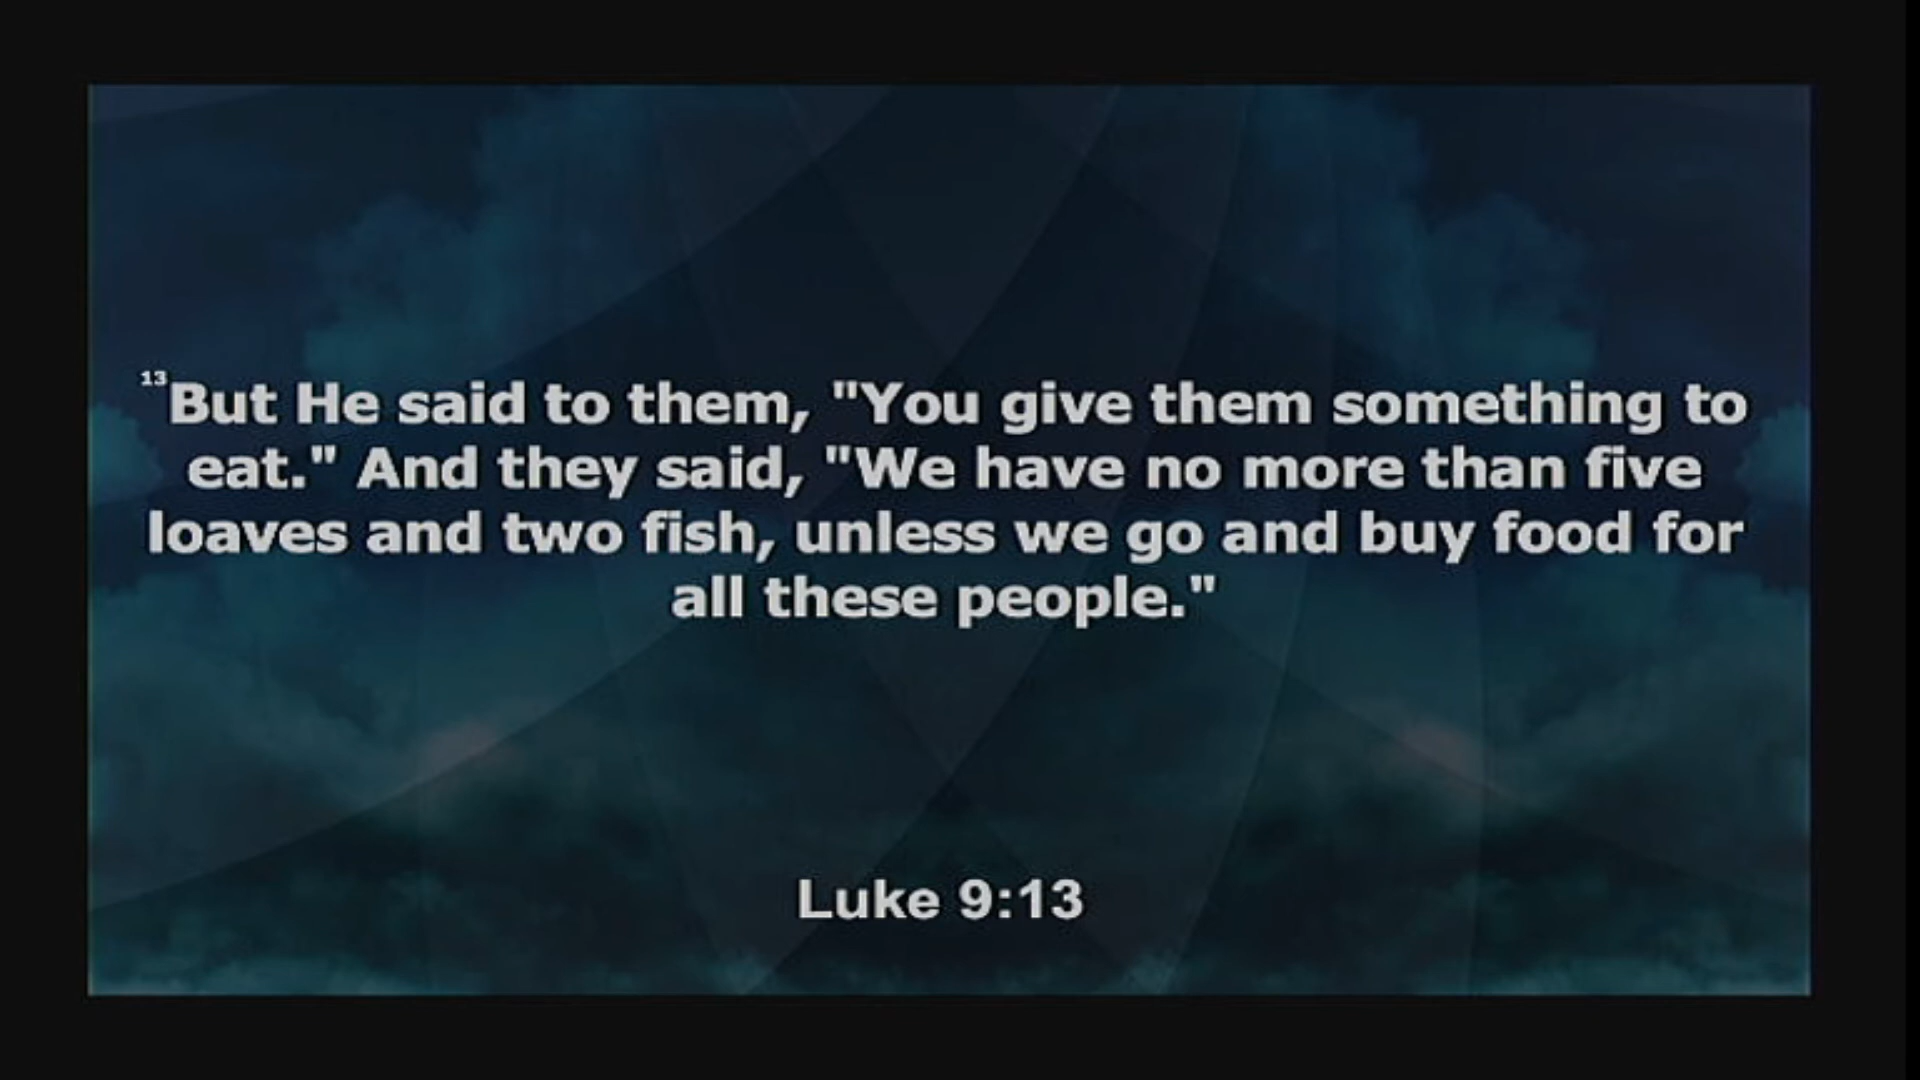 13But He said to them, "You give them something to
eat." And they said, "We have no more than five
loaves and two fish, unless we go and buy food for
all these people."
Luke 9:13